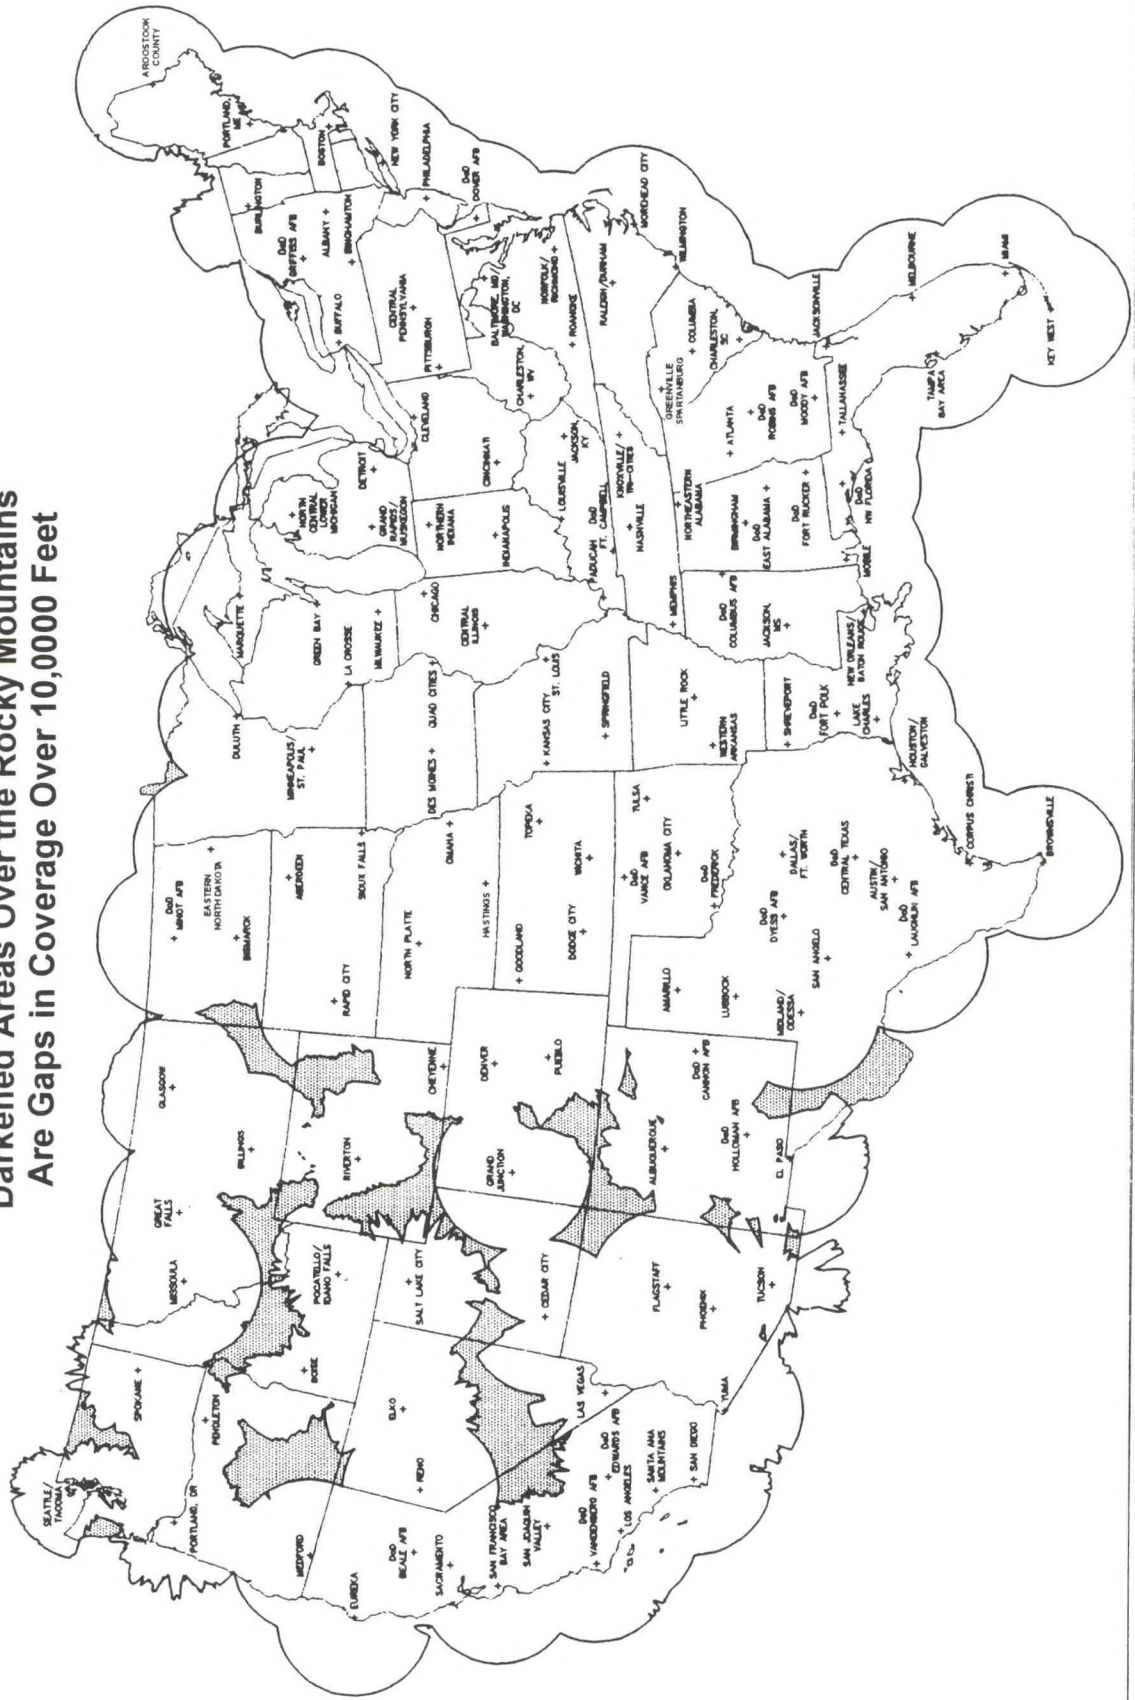 Darkened Areas Over the Rocky Mountains
Are Gaps in Coverage Over 10,0000 Feet
SEATTLE/
TACOMA
SPOKANE
PORTLAND, OR
PENDLETON
MEDFORD
EUREKA
DoD
BEALE AFB
SACRAMENTO
SAN FRANCISCO
BAY AREA
SAN JOAQUIN
VALLEY
DoD
VANDENBERG AFB
DoD
EDWARDS AFB
LOS ANGELES
SANTA ANA
MOUNTAINS
SAN DIEGO
RENO
ELKO
LAS VEGAS
YUMA
BOISE
POCATELLO/
IDAHO FALLS
MISSOULA
GREAT
FALLS
BILLINGS
GLASGOW
RIVERTON
CHEYENNE
SALT LAKE CITY
CEDAR CITY
FLAGSTAFF
PHOENIX
TUCSON
GRAND
JUNCTION
DENVER
PUEBLO
ALBUQUERQUE
DoD
CANNON AFB
DoD
HOLLOMAN AFB
EL PASO
DoD
MINOT AFB
EASTERN
NORTH DAKOTA
BISMARCK
ABERDEEN
RAPID CITY
SIOUX FALLS
NORTH PLATTE
OMAHA
HASTINGS
GOODLAND
TOPEKA
DODGE CITY
WICHITA
DoD
VANCE AFB
TULSA
OKLAHOMA CITY
DoD
FREDERICK
AMARILLO
LUBBOCK
MIDLAND/
ODESSA
SAN ANGELO
DoD
DYESS AFB
DALLAS/
FT. WORTH
DoD
CENTRAL TEXAS
AUSTIN/
SAN ANTONIO
DoD
LAUGHLIN AFB
CORPUS CHRISTI
BROWNSVILLE
HOUSTON/
GALVESTON
DULUTH
MINNEAPOLIS/
ST. PAUL
DES MOINES
QUAD CITIES
KANSAS CITY
ST. LOUIS
SPRINGFIELD
LITTLE ROCK
WESTERN
ARKANSAS
SHREVEPORT
DoD
FORT POLK
LAKE
CHARLES
NEW ORLEANS/
BATON ROUGE
MARQUETTE
GREEN BAY
LA CROSSE
MILWAUKEE
CHICAGO
CENTRAL
ILLINOIS
NORTH
CENTRAL
LOWER
MICHIGAN
GRAND
RAPIDS/
MUSKEGON
DETROIT
NORTHERN
INDIANA
INDIANAPOLIS
CINCINNATI
CLEVELAND
LOUISVILLE
JACKSON,
KY
PADUCAH
DoD
FT. CAMPBELL
NASHVILLE
KNOXVILLE/
TRI-CITIES
MEMPHIS
DoD
COLUMBUS AFB
JACKSON,
MS
NORTHEASTERN
ALABAMA
BIRMINGHAM
DoD
EAST ALABAMA
DoD
FORT RUCKER
MOBILE
DoD
NW FLORIDA
ATLANTA
DoD
ROBINS AFB
DoD
MOODY AFB
TALLAHASSEE
JACKSONVILLE
MELBOURNE
TAMPA
BAY AREA
MIAMI
KEY WEST
GREENVILLE
SPARTANBURG
COLUMBIA
CHARLESTON,
SC
WILMINGTON
MOREHEAD CITY
RALEIGH/DURHAM
ROANOKE
NORFOLK/
RICHMOND
CHARLESTON,
WV
BALTIMORE, MD/
WASHINGTON,
DC
PITTSBURGH
CENTRAL
PENNSYLVANIA
DoD
DOVER AFB
PHILADELPHIA
NEW YORK CITY
BUFFALO
BINGHAMTON
ALBANY
DoD
GRIFFISS AFB
BURLINGTON
BOSTON
PORTLAND,
ME
AROOSTOOK
COUNTY